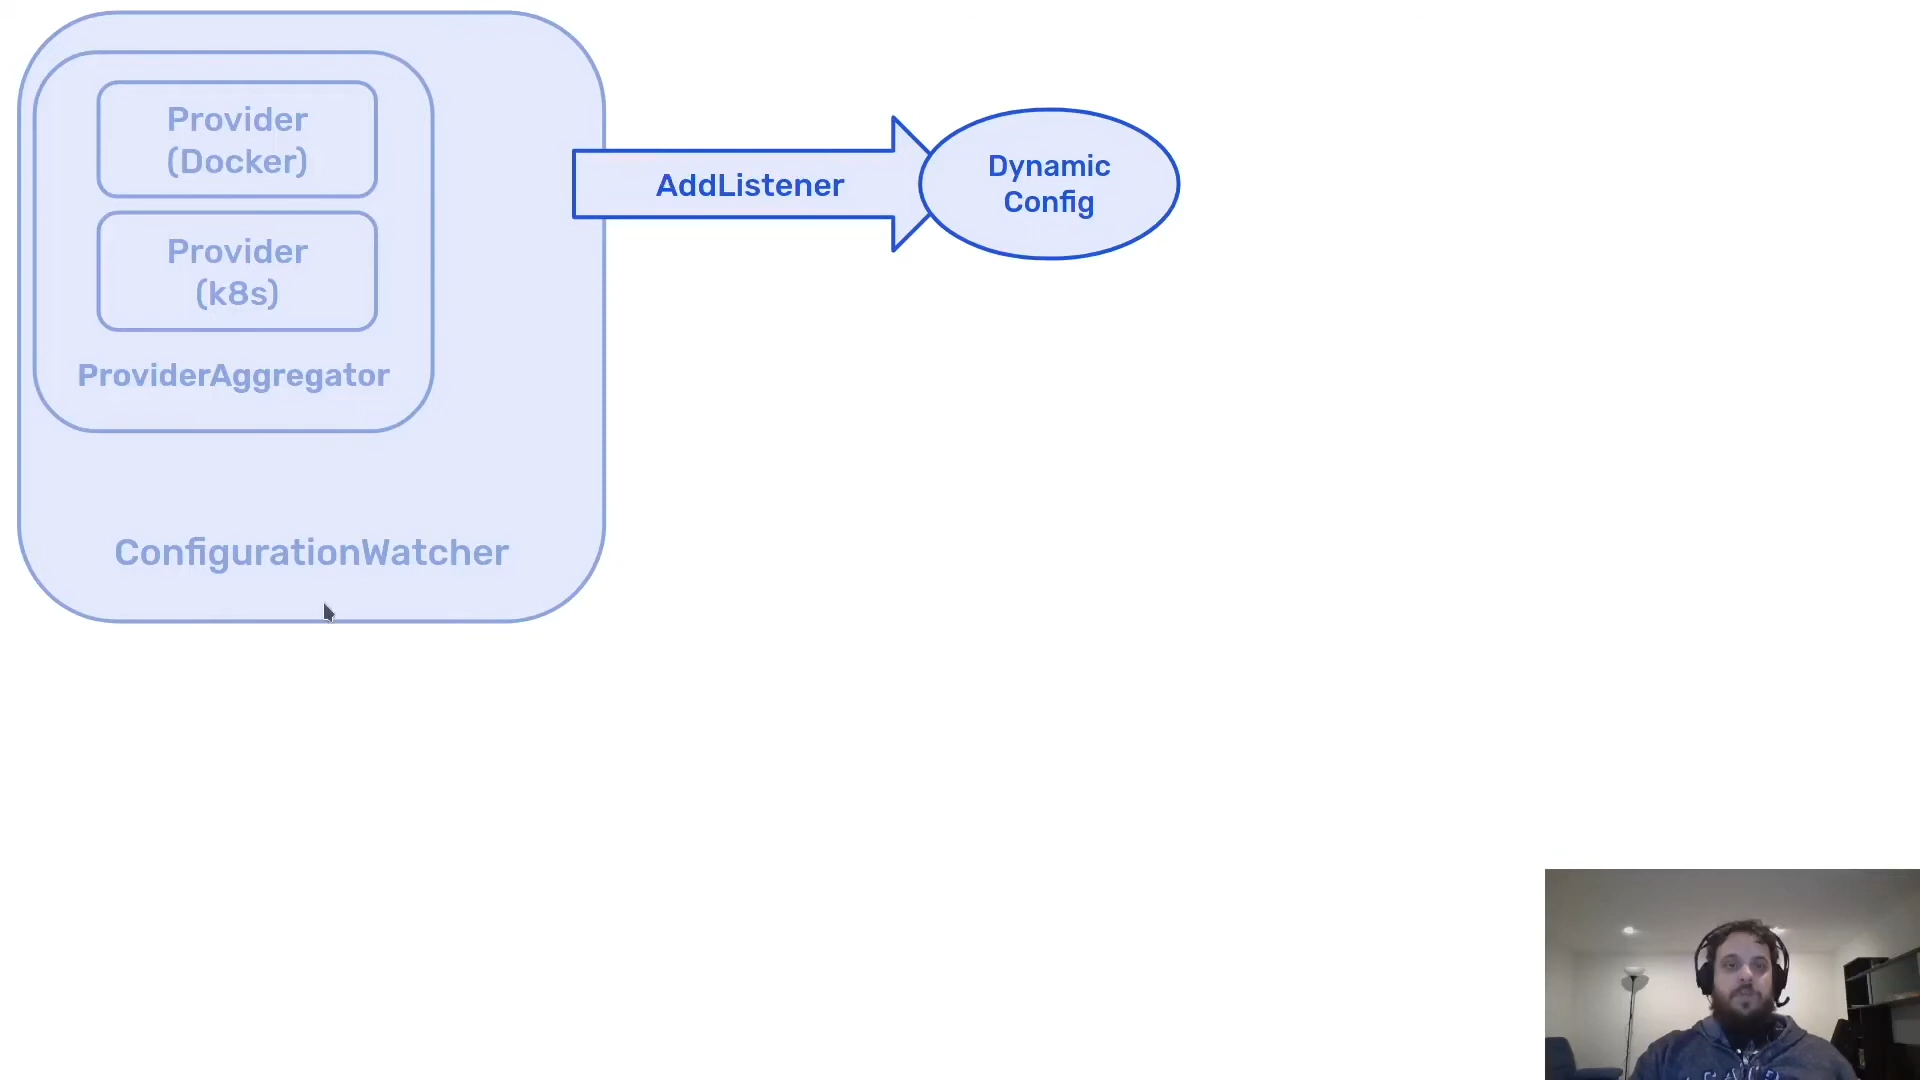 Provider
(Docker)
Provider
(k8s)
ProviderAggregator
ConfigurationWatcher
AddListener
Dynamic
Config